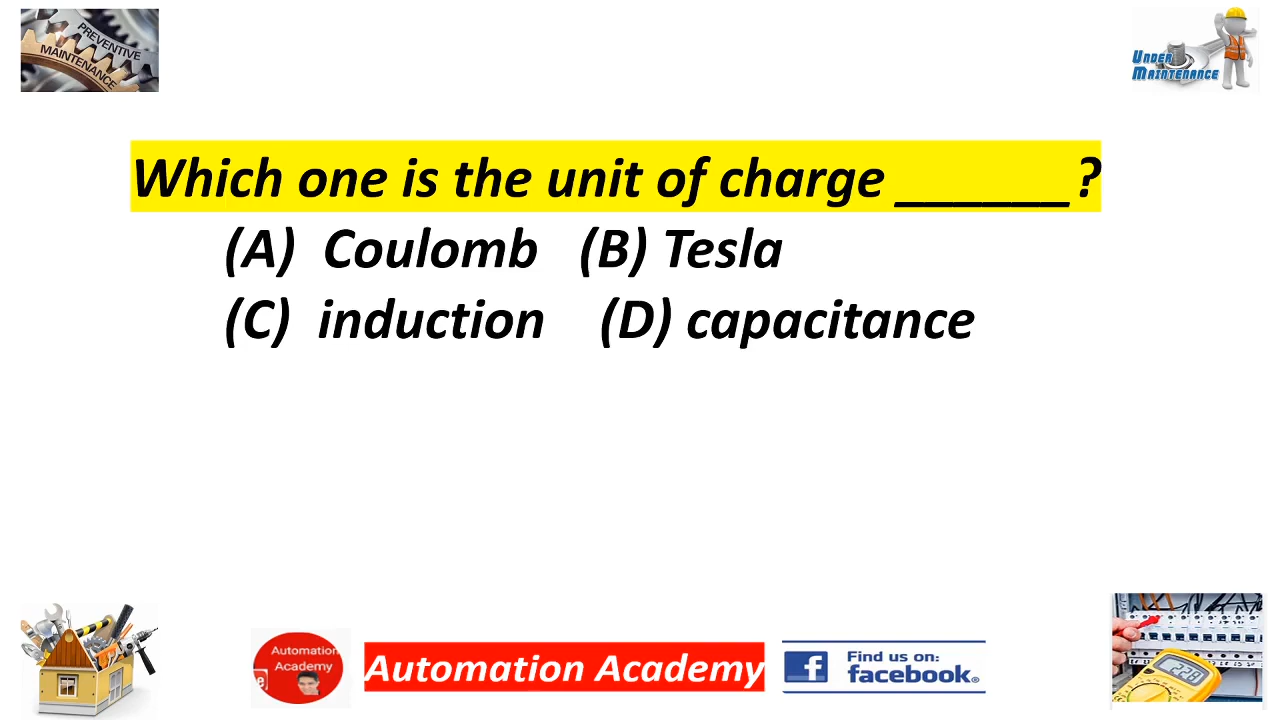 PREVENTIVE
MAINTENANCE
UNDER
MAINTENANCE
Which one is the unit of charge ______?
(A) Coulomb (B) Tesla
(C) induction (D) capacitance
Automation
Academy
Automation Academy
f Find us on:
facebook®